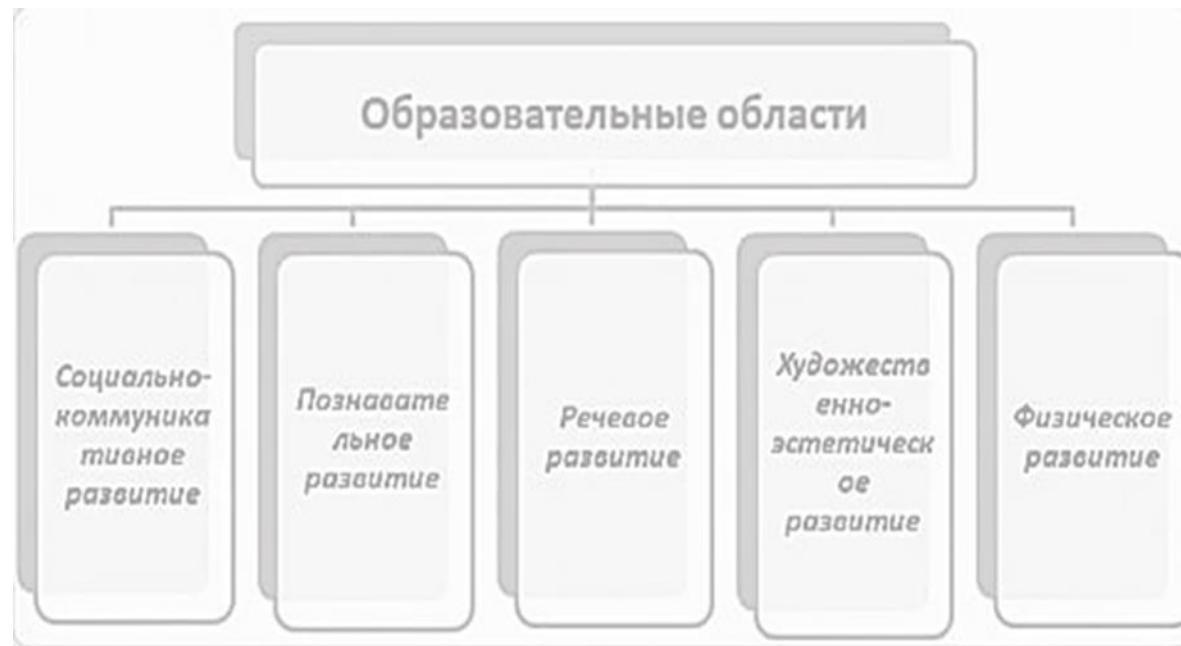 Образовательные области
Социально-
коммуника
тивное
развитие
Познавате
льное
развитие
Речевое
развитие
Художеств
енно-
эстетическ
ое
развитие
Физическое
развитие